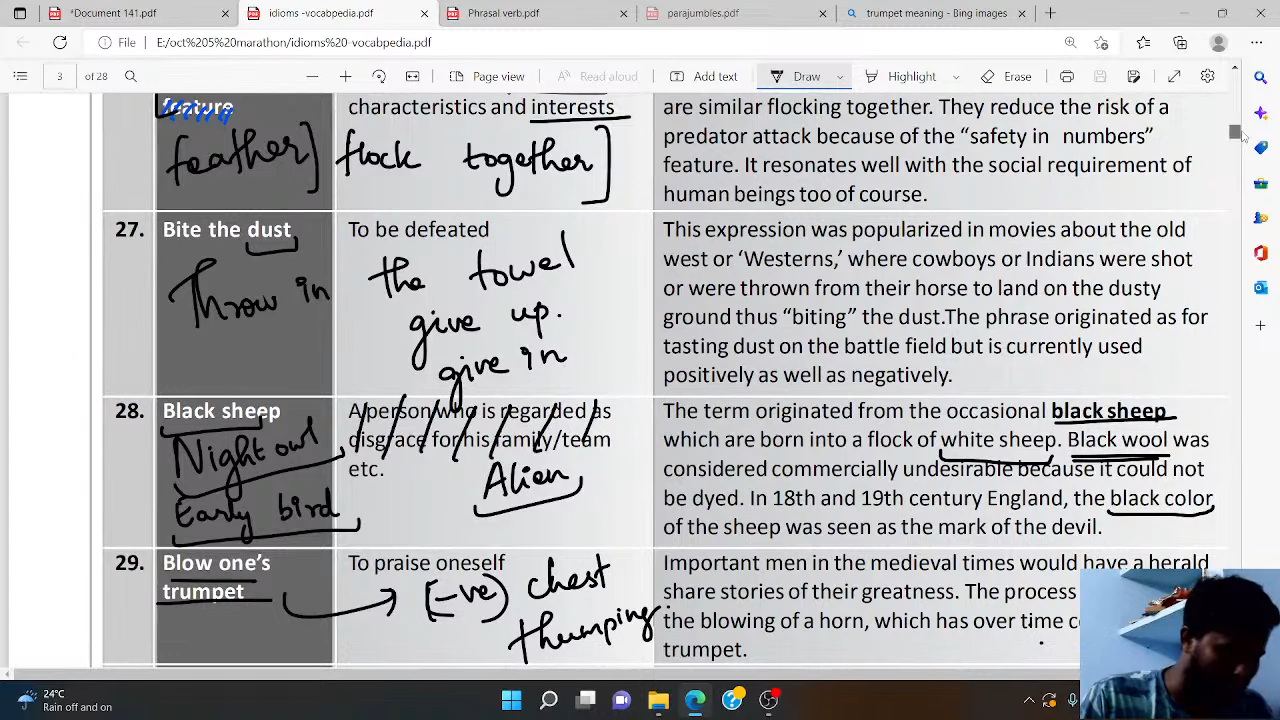 *Document 141.pdf
idioms -vocabpedia.pdf
Phrasal verb.pdf
parajumbles.pdf
trumpet meaning - Bing images
File
E:/oct%205%20marathon/idioms%20-vocabpedia.pdf
3 of 28
Page view
Read aloud
Add text
Draw
Highlight
Erase
feature
characteristics and interests
are similar flocking together. They reduce the risk of a
predator attack because of the “safety in numbers”
feature. It resonates well with the social requirement of
human beings too of course.
feather] flock together]
27. Bite the dust
To be defeated
This expression was popularized in movies about the old
west or ‘Westerns,’ where cowboys or Indians were shot
or were thrown from their horse to land on the dusty
ground thus “biting” the dust.The phrase originated as for
tasting dust on the battle field but is currently used
positively as well as negatively.
Throw in the towel
give up.
give in
28. Black sheep
A person who is regarded as
disgrace for his family/team
etc.
The term originated from the occasional black sheep
which are born into a flock of white sheep. Black wool was
considered commercially undesirable because it could not
be dyed. In 18th and 19th century England, the black color
of the sheep was seen as the mark of the devil.
Night owl
Early bird
Alien
29. Blow one’s
trumpet
To praise oneself
Important men in the medieval times would have a herald
share stories of their greatness. The process
the blowing of a horn, which has over time
trumpet.
(-ve) chest
thumping
24°C
Rain off and on